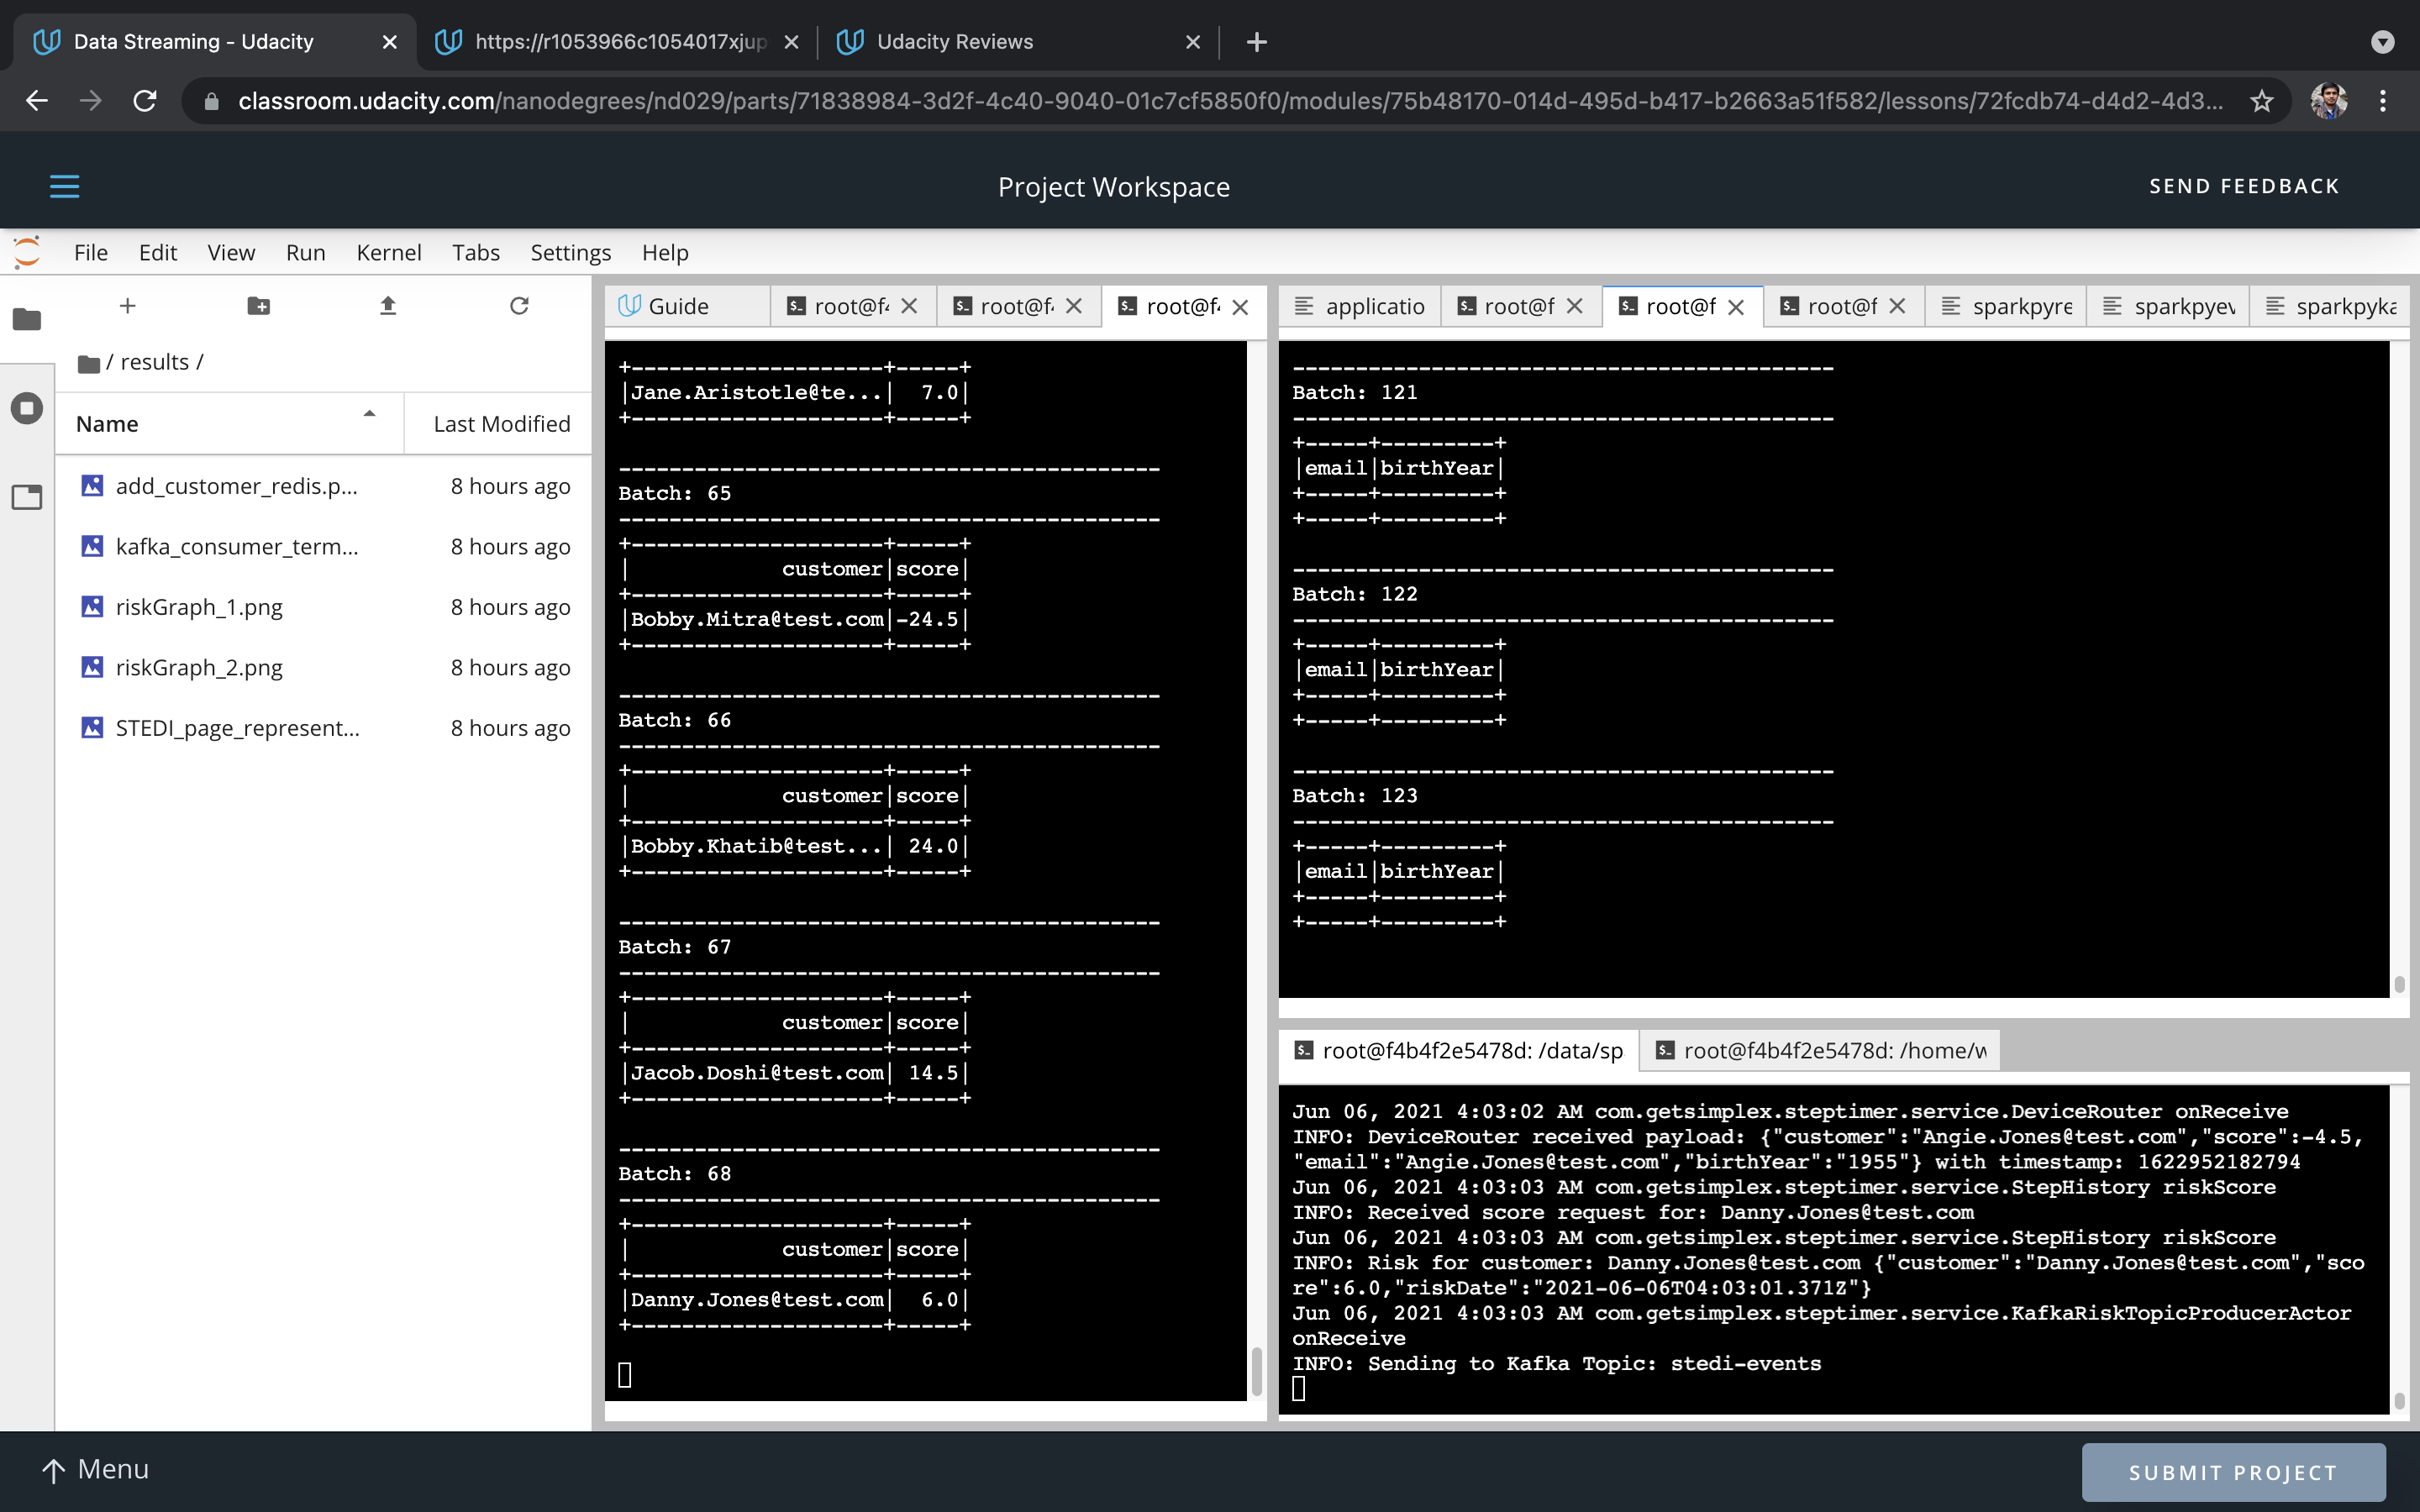 Data Streaming - Udacity
https://r1053966c1054017xjup
Udacity Reviews
classroom.udacity.com/nanodegrees/nd029/parts/71838984-3d2f-4c40-9040-01c7cf5850f0/modules/75b48170-014d-495d-b417-b2663a51f582/lessons/72fcdb74-d4d2-4d3...
Project Workspace
SEND FEEDBACK
File Edit View Run Kernel Tabs Settings Help
/ results /
Name Last Modified
add_customer_redis.p... 8 hours ago
kafka_consumer_term... 8 hours ago
riskGraph_1.png 8 hours ago
riskGraph_2.png 8 hours ago
STEDI_page_represent... 8 hours ago
Guide root@f4 root@f4 root@f4
+--------------------+-----+
|Jane.Aristotle@te...|  7.0|
+--------------------+-----+
-------------------------------------------
Batch: 65
-------------------------------------------
+--------------------+-----+
|            customer|score|
+--------------------+-----+
|Bobby.Mitra@test.com|-24.5|
+--------------------+-----+
-------------------------------------------
Batch: 66
-------------------------------------------
+--------------------+-----+
|            customer|score|
+--------------------+-----+
|Bobby.Khatib@test...| 24.0|
+--------------------+-----+
-------------------------------------------
Batch: 67
-------------------------------------------
+--------------------+-----+
|            customer|score|
+--------------------+-----+
|Jacob.Doshi@test.com| 14.5|
+--------------------+-----+
-------------------------------------------
Batch: 68
-------------------------------------------
+--------------------+-----+
|            customer|score|
+--------------------+-----+
|Danny.Jones@test.com|  6.0|
+--------------------+-----+
applicatio root@f root@f root@f sparkpyre sparkpyev sparkpyka
-------------------------------------------
Batch: 121
-------------------------------------------
+-----+---------+
|email|birthYear|
+-----+---------+
+-----+---------+
-------------------------------------------
Batch: 122
-------------------------------------------
+-----+---------+
|email|birthYear|
+-----+---------+
+-----+---------+
-------------------------------------------
Batch: 123
-------------------------------------------
+-----+---------+
|email|birthYear|
+-----+---------+
+-----+---------+
root@f4b4f2e5478d: /data/sp root@f4b4f2e5478d: /home/w
Jun 06, 2021 4:03:02 AM com.getsimplex.steptimer.service.DeviceRouter onReceive
INFO: DeviceRouter received payload: {"customer":"Angie.Jones@test.com","score":-4.5,
"email":"Angie.Jones@test.com","birthYear":"1955"} with timestamp: 1622952182794
Jun 06, 2021 4:03:03 AM com.getsimplex.steptimer.service.StepHistory riskScore
INFO: Received score request for: Danny.Jones@test.com
Jun 06, 2021 4:03:03 AM com.getsimplex.steptimer.service.StepHistory riskScore
INFO: Risk for customer: Danny.Jones@test.com {"customer":"Danny.Jones@test.com","sco
re":6.0,"riskDate":"2021-06-06T04:03:01.371Z"}
Jun 06, 2021 4:03:03 AM com.getsimplex.steptimer.service.KafkaRiskTopicProducerActor
onReceive
INFO: Sending to Kafka Topic: stedi-events
Menu
SUBMIT PROJECT